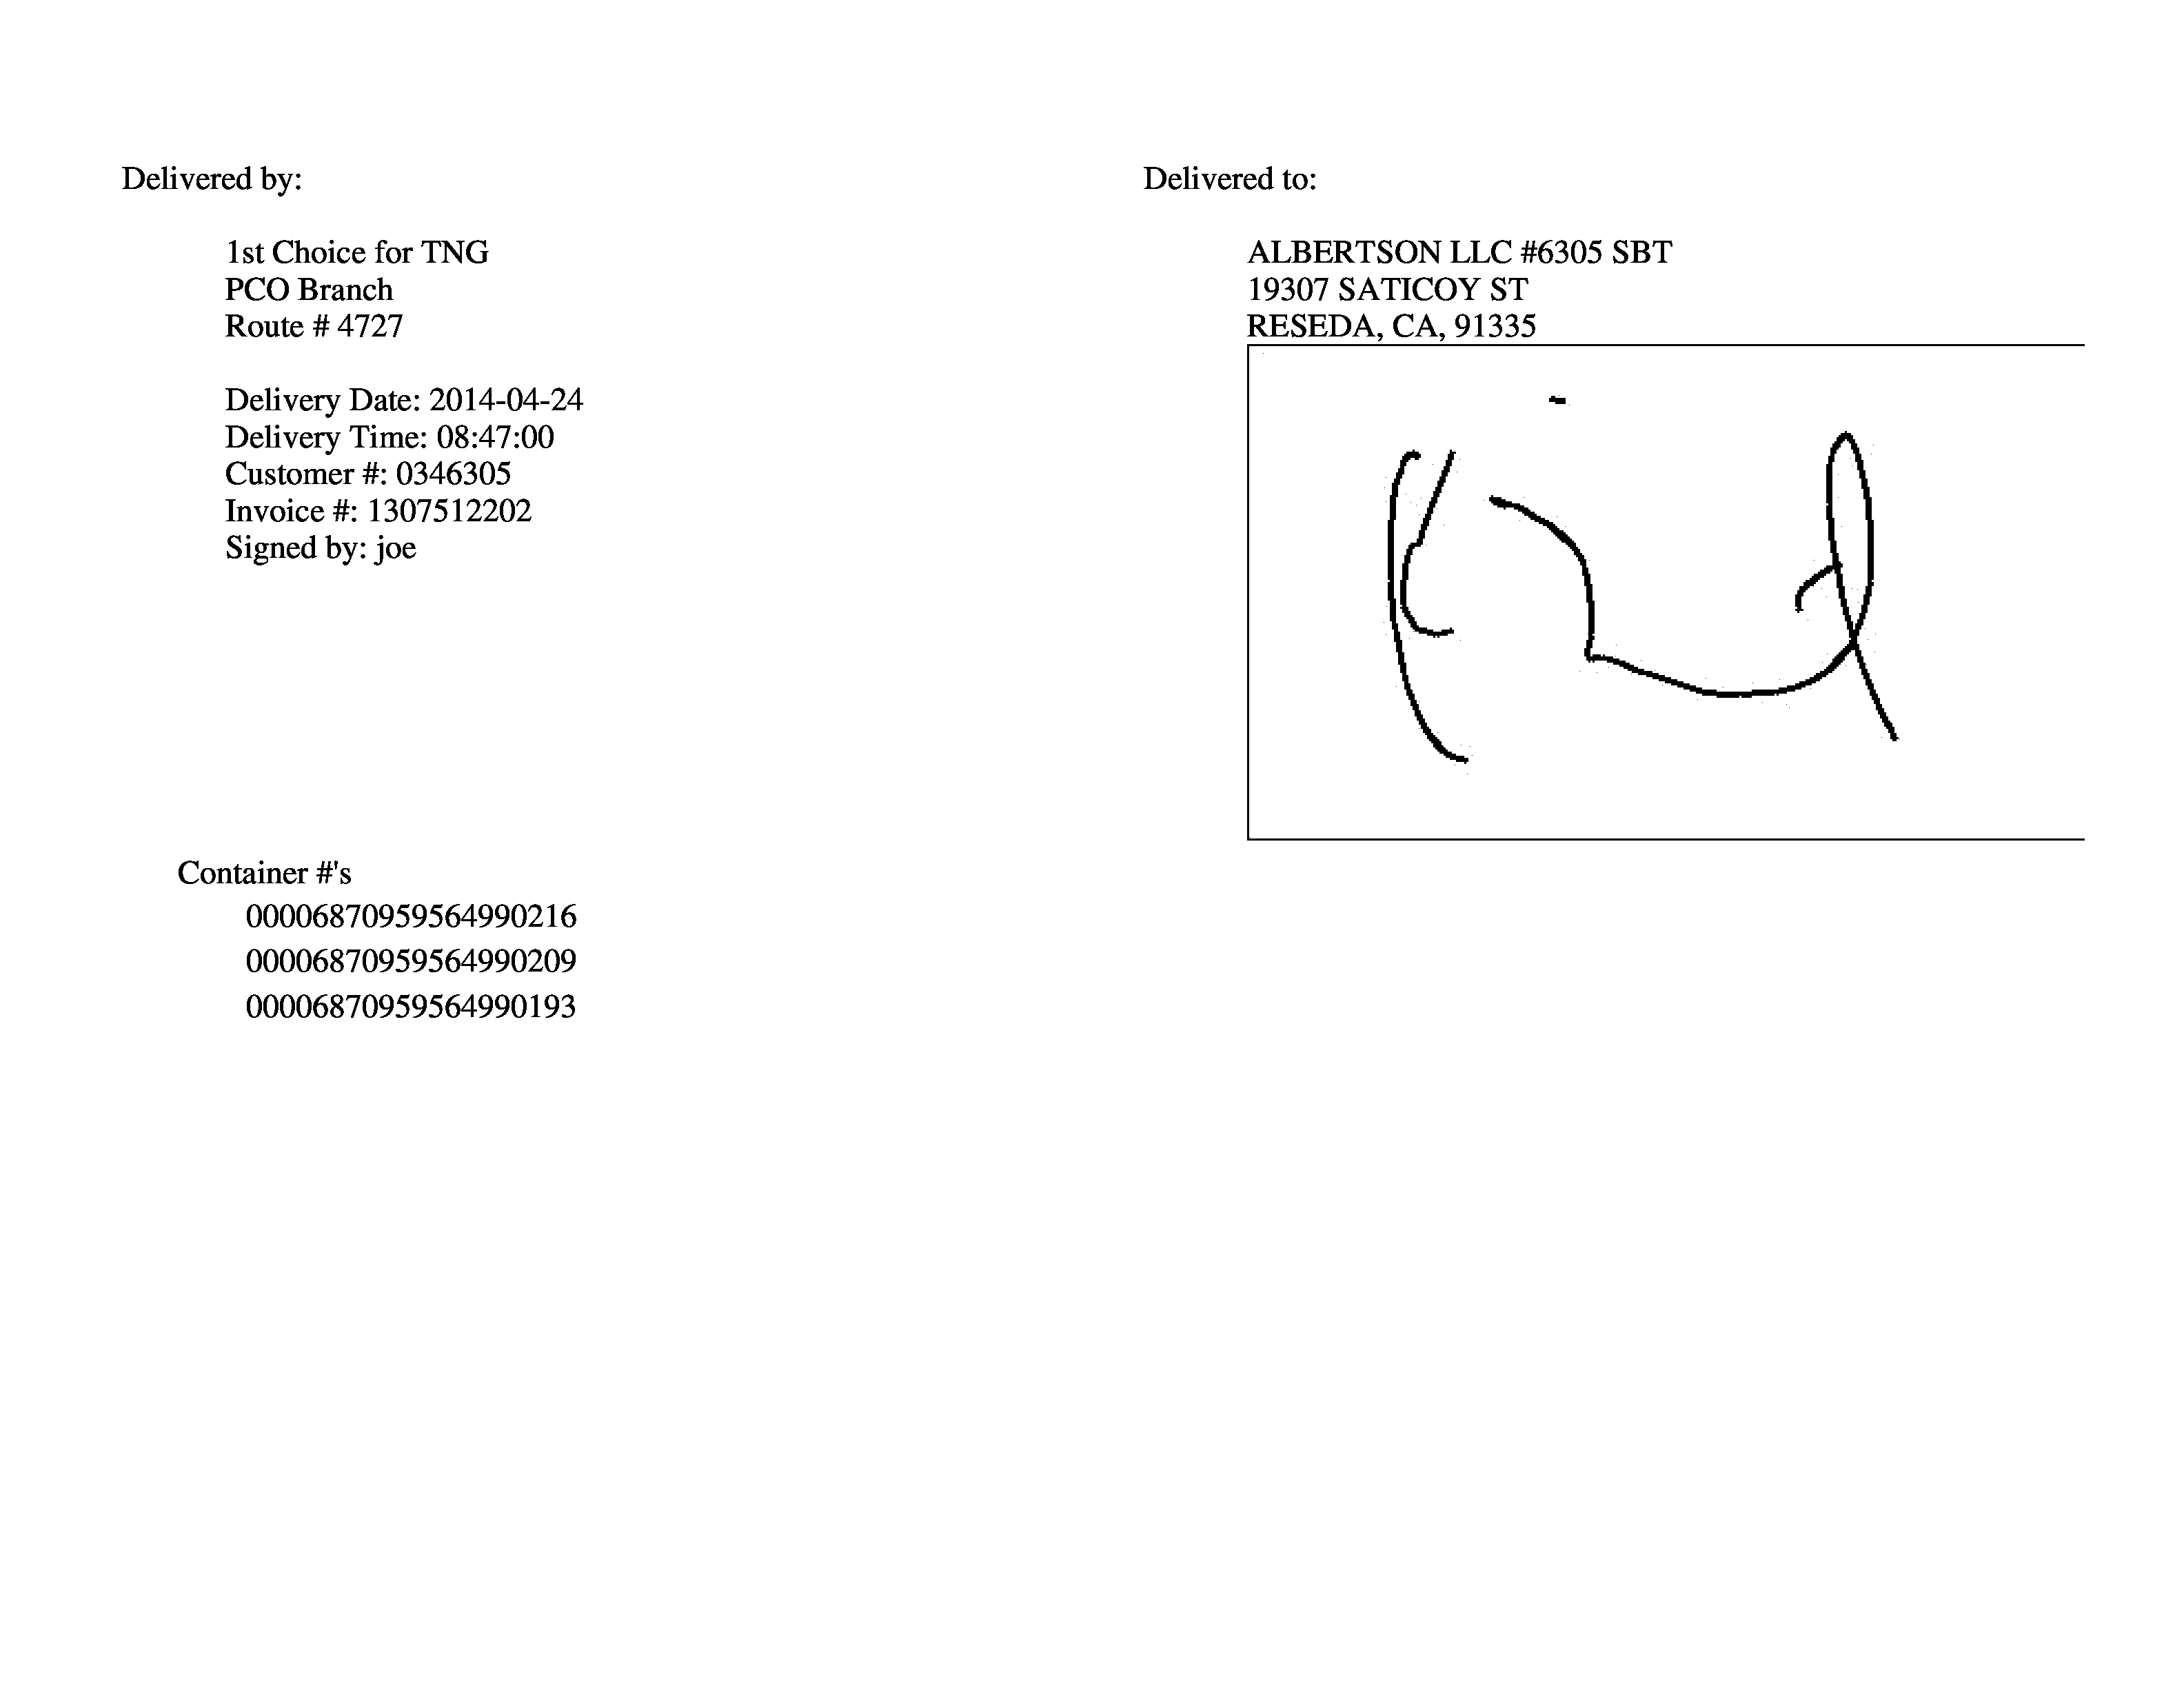 Delivered by:
1st Choice for TNG
PCO Branch
Route # 4727
Delivery Date: 2014-04-24
Delivery Time: 08:47:00
Customer #: 0346305
Invoice #: 1307512202
Signed by: joe
Delivered to:
ALBERTSON LLC #6305 SBT
19307 SATICOY ST
RESEDA, CA, 91335
Container #'s
00006870959564990216
00006870959564990209
00006870959564990193